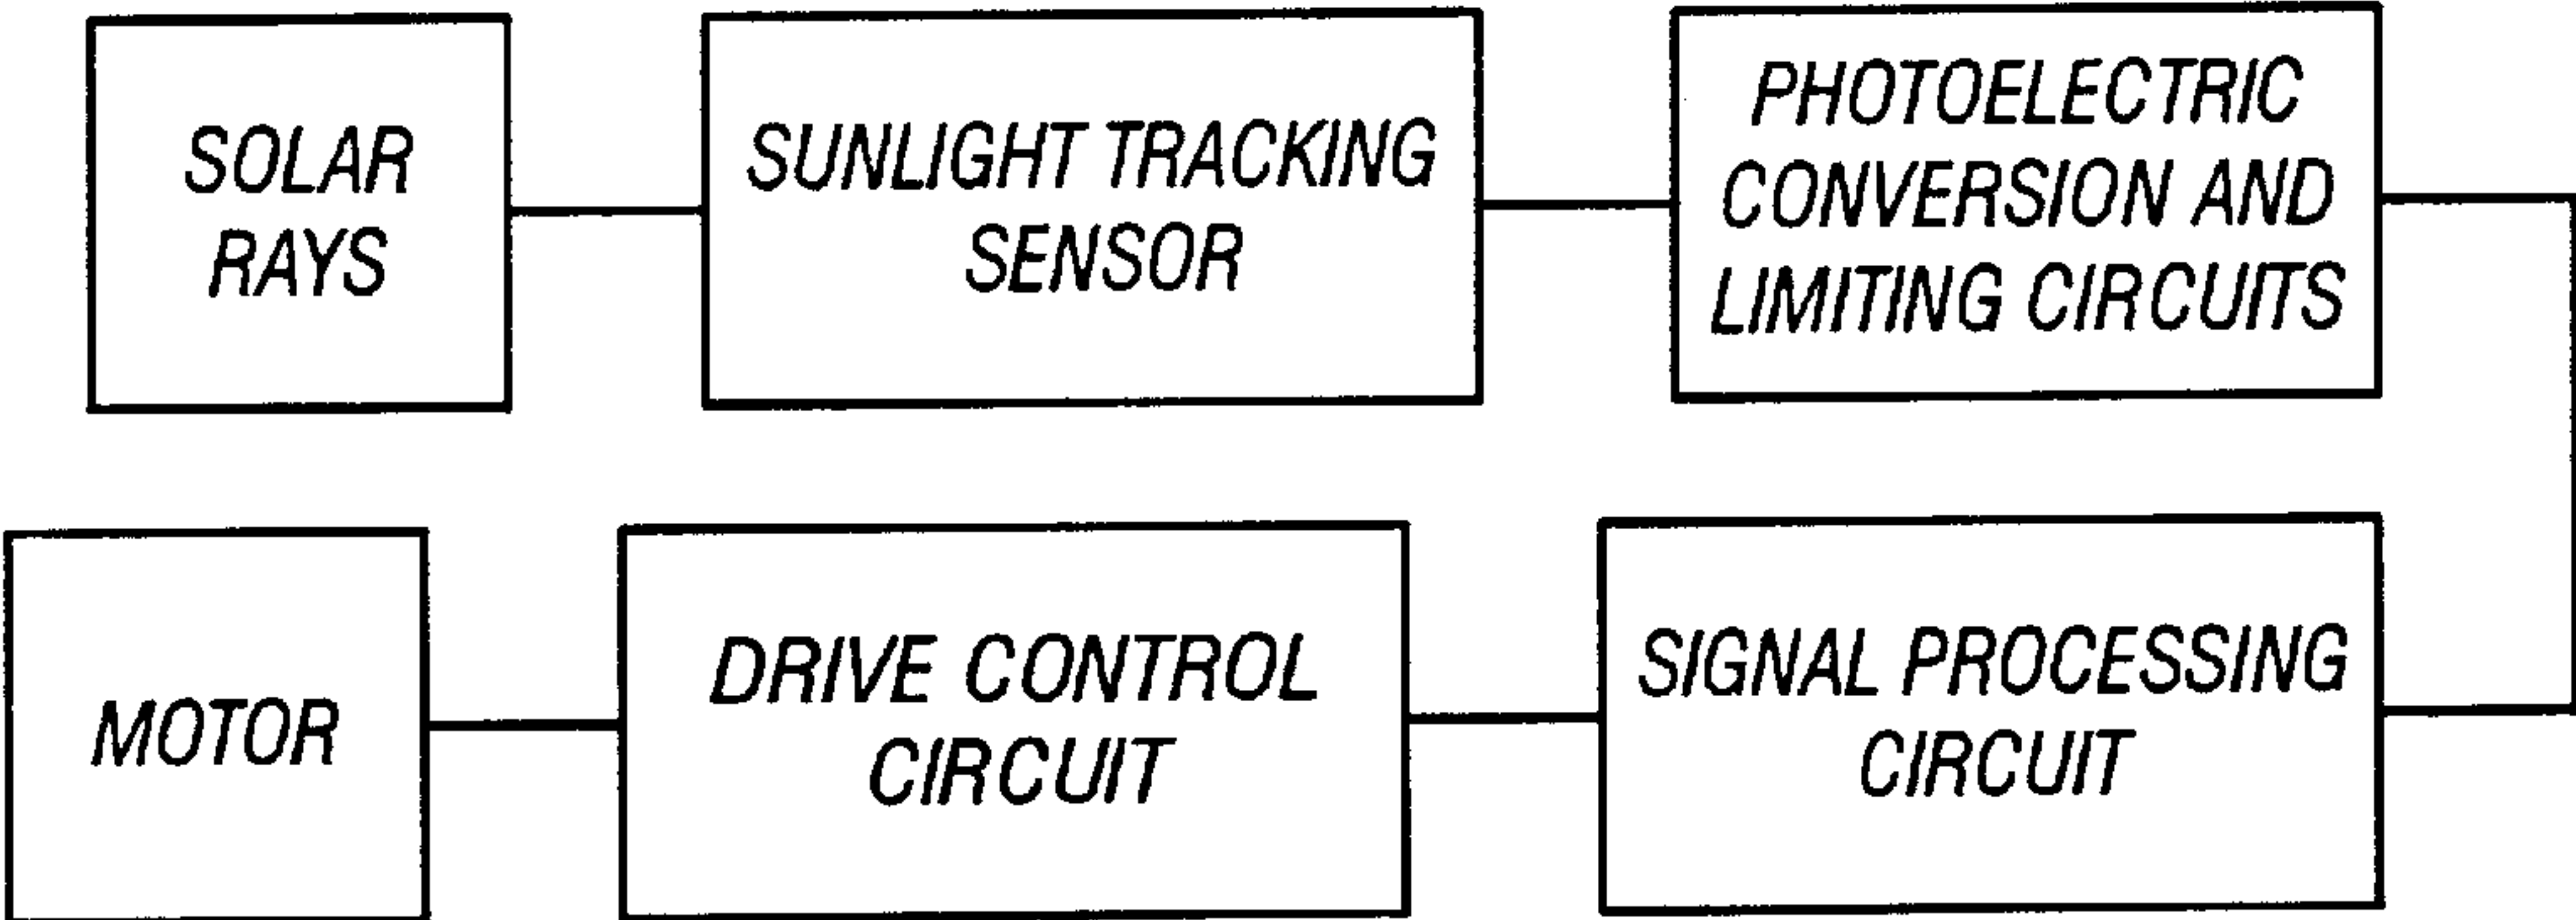 SOLAR
RAYS
SUNLIGHT TRACKING
SENSOR
PHOTOELECTRIC
CONVERSION AND
LIMITING CIRCUITS
MOTOR
DRIVE CONTROL
CIRCUIT
SIGNAL PROCESSING
CIRCUIT